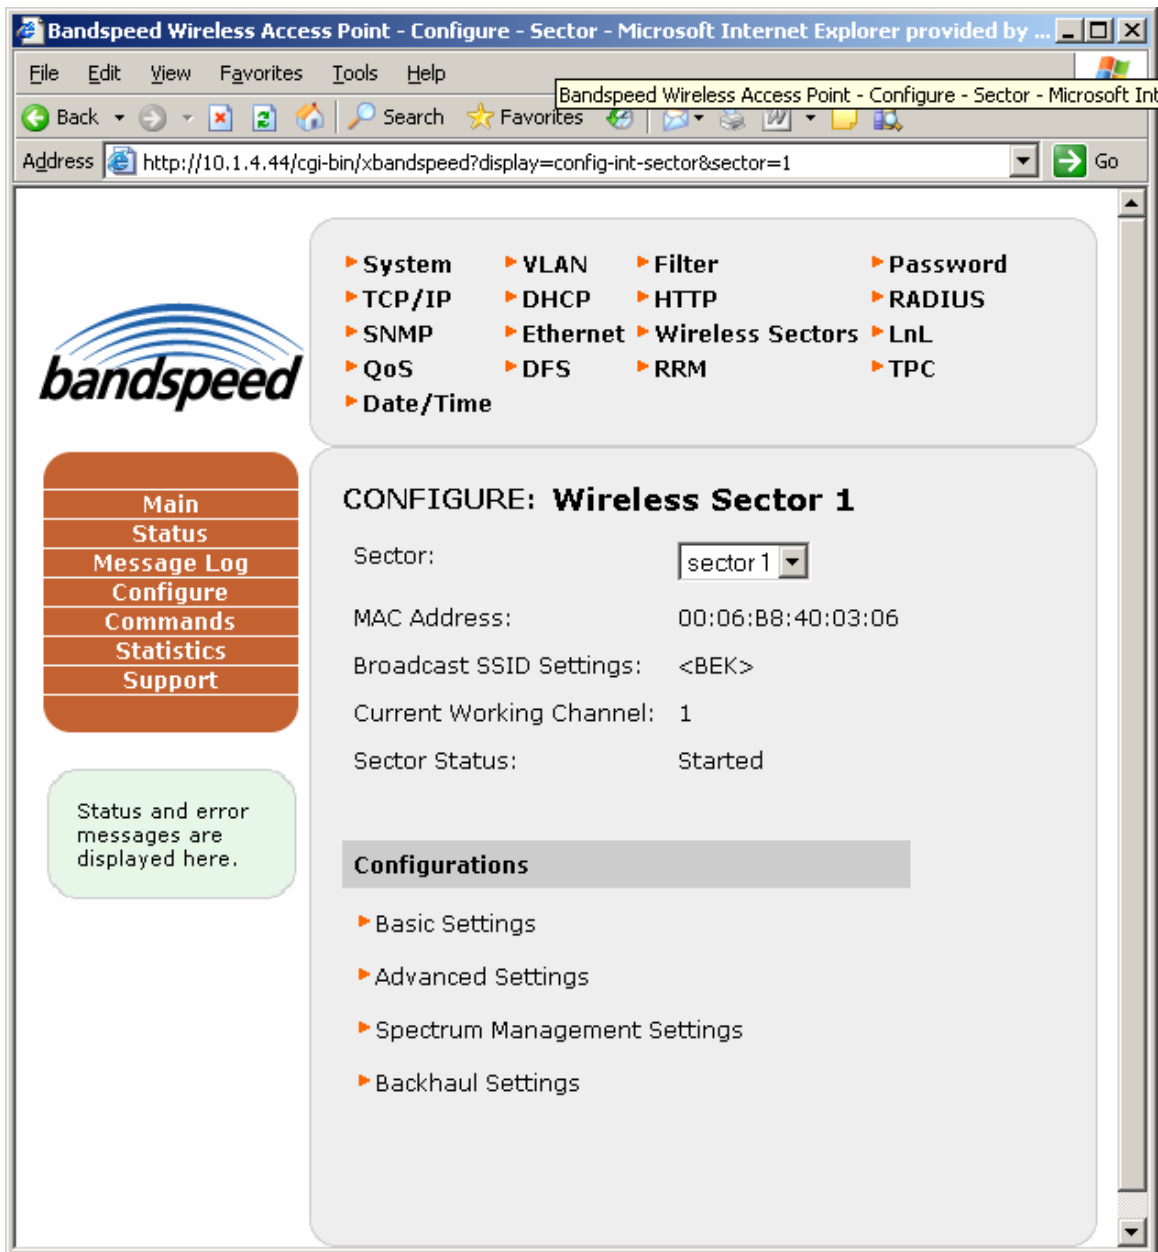 Bandspeed Wireless Access Point - Configure - Sector - Microsoft Internet Explorer provided by ...
File Edit View Favorites Tools Help
Bandspeed Wireless Access Point - Configure - Sector - Microsoft Int
Back Search Favorites
Address http://10.1.4.44/cgi-bin/xbandspeed?display=config-int-sector&sector=1 Go
System VLAN Filter Password
TCP/IP DHCP HTTP RADIUS
SNMP Ethernet Wireless Sectors LnL
QoS DFS RRM TPC
Date/Time
bandspeed
Main
Status
Message Log
Configure
Commands
Statistics
Support
Status and error
messages are
displayed here.
CONFIGURE: Wireless Sector 1
Sector: sector 1
MAC Address: 00:06:B8:40:03:06
Broadcast SSID Settings: <BEK>
Current Working Channel: 1
Sector Status: Started
Configurations
Basic Settings
Advanced Settings
Spectrum Management Settings
Backhaul Settings